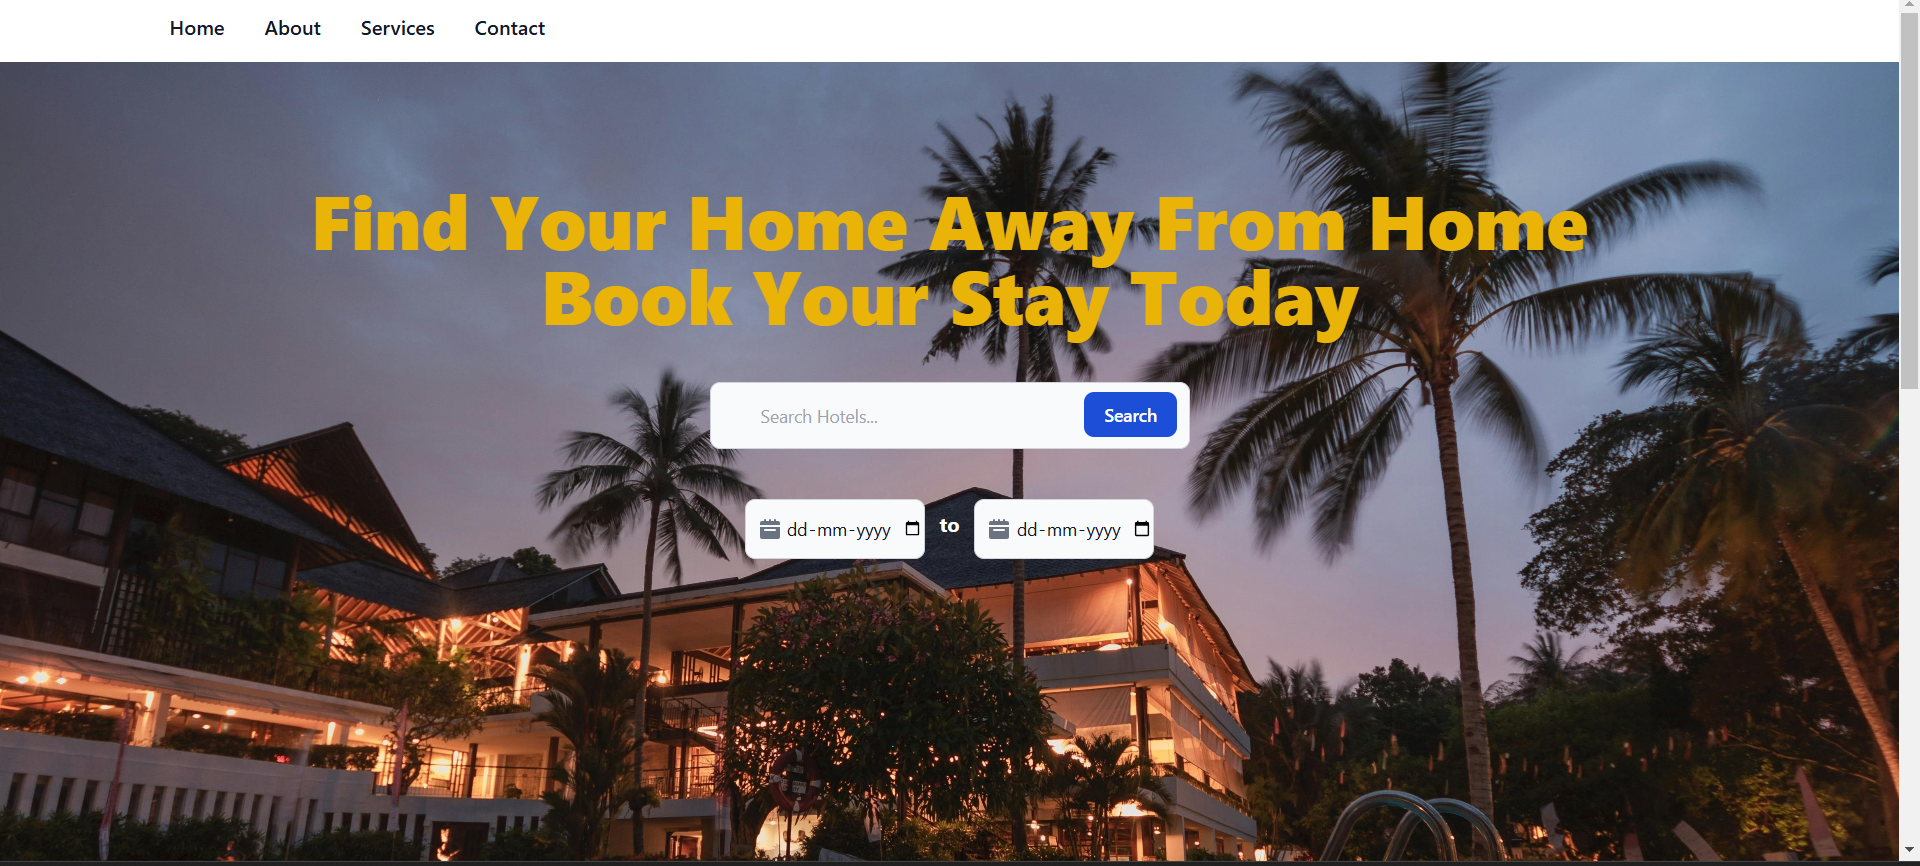 Home About Services Contact
Find Your Home Away From Home
Book Your Stay Today
Search Hotels... Search
dd-mm-yyyy to dd-mm-yyyy